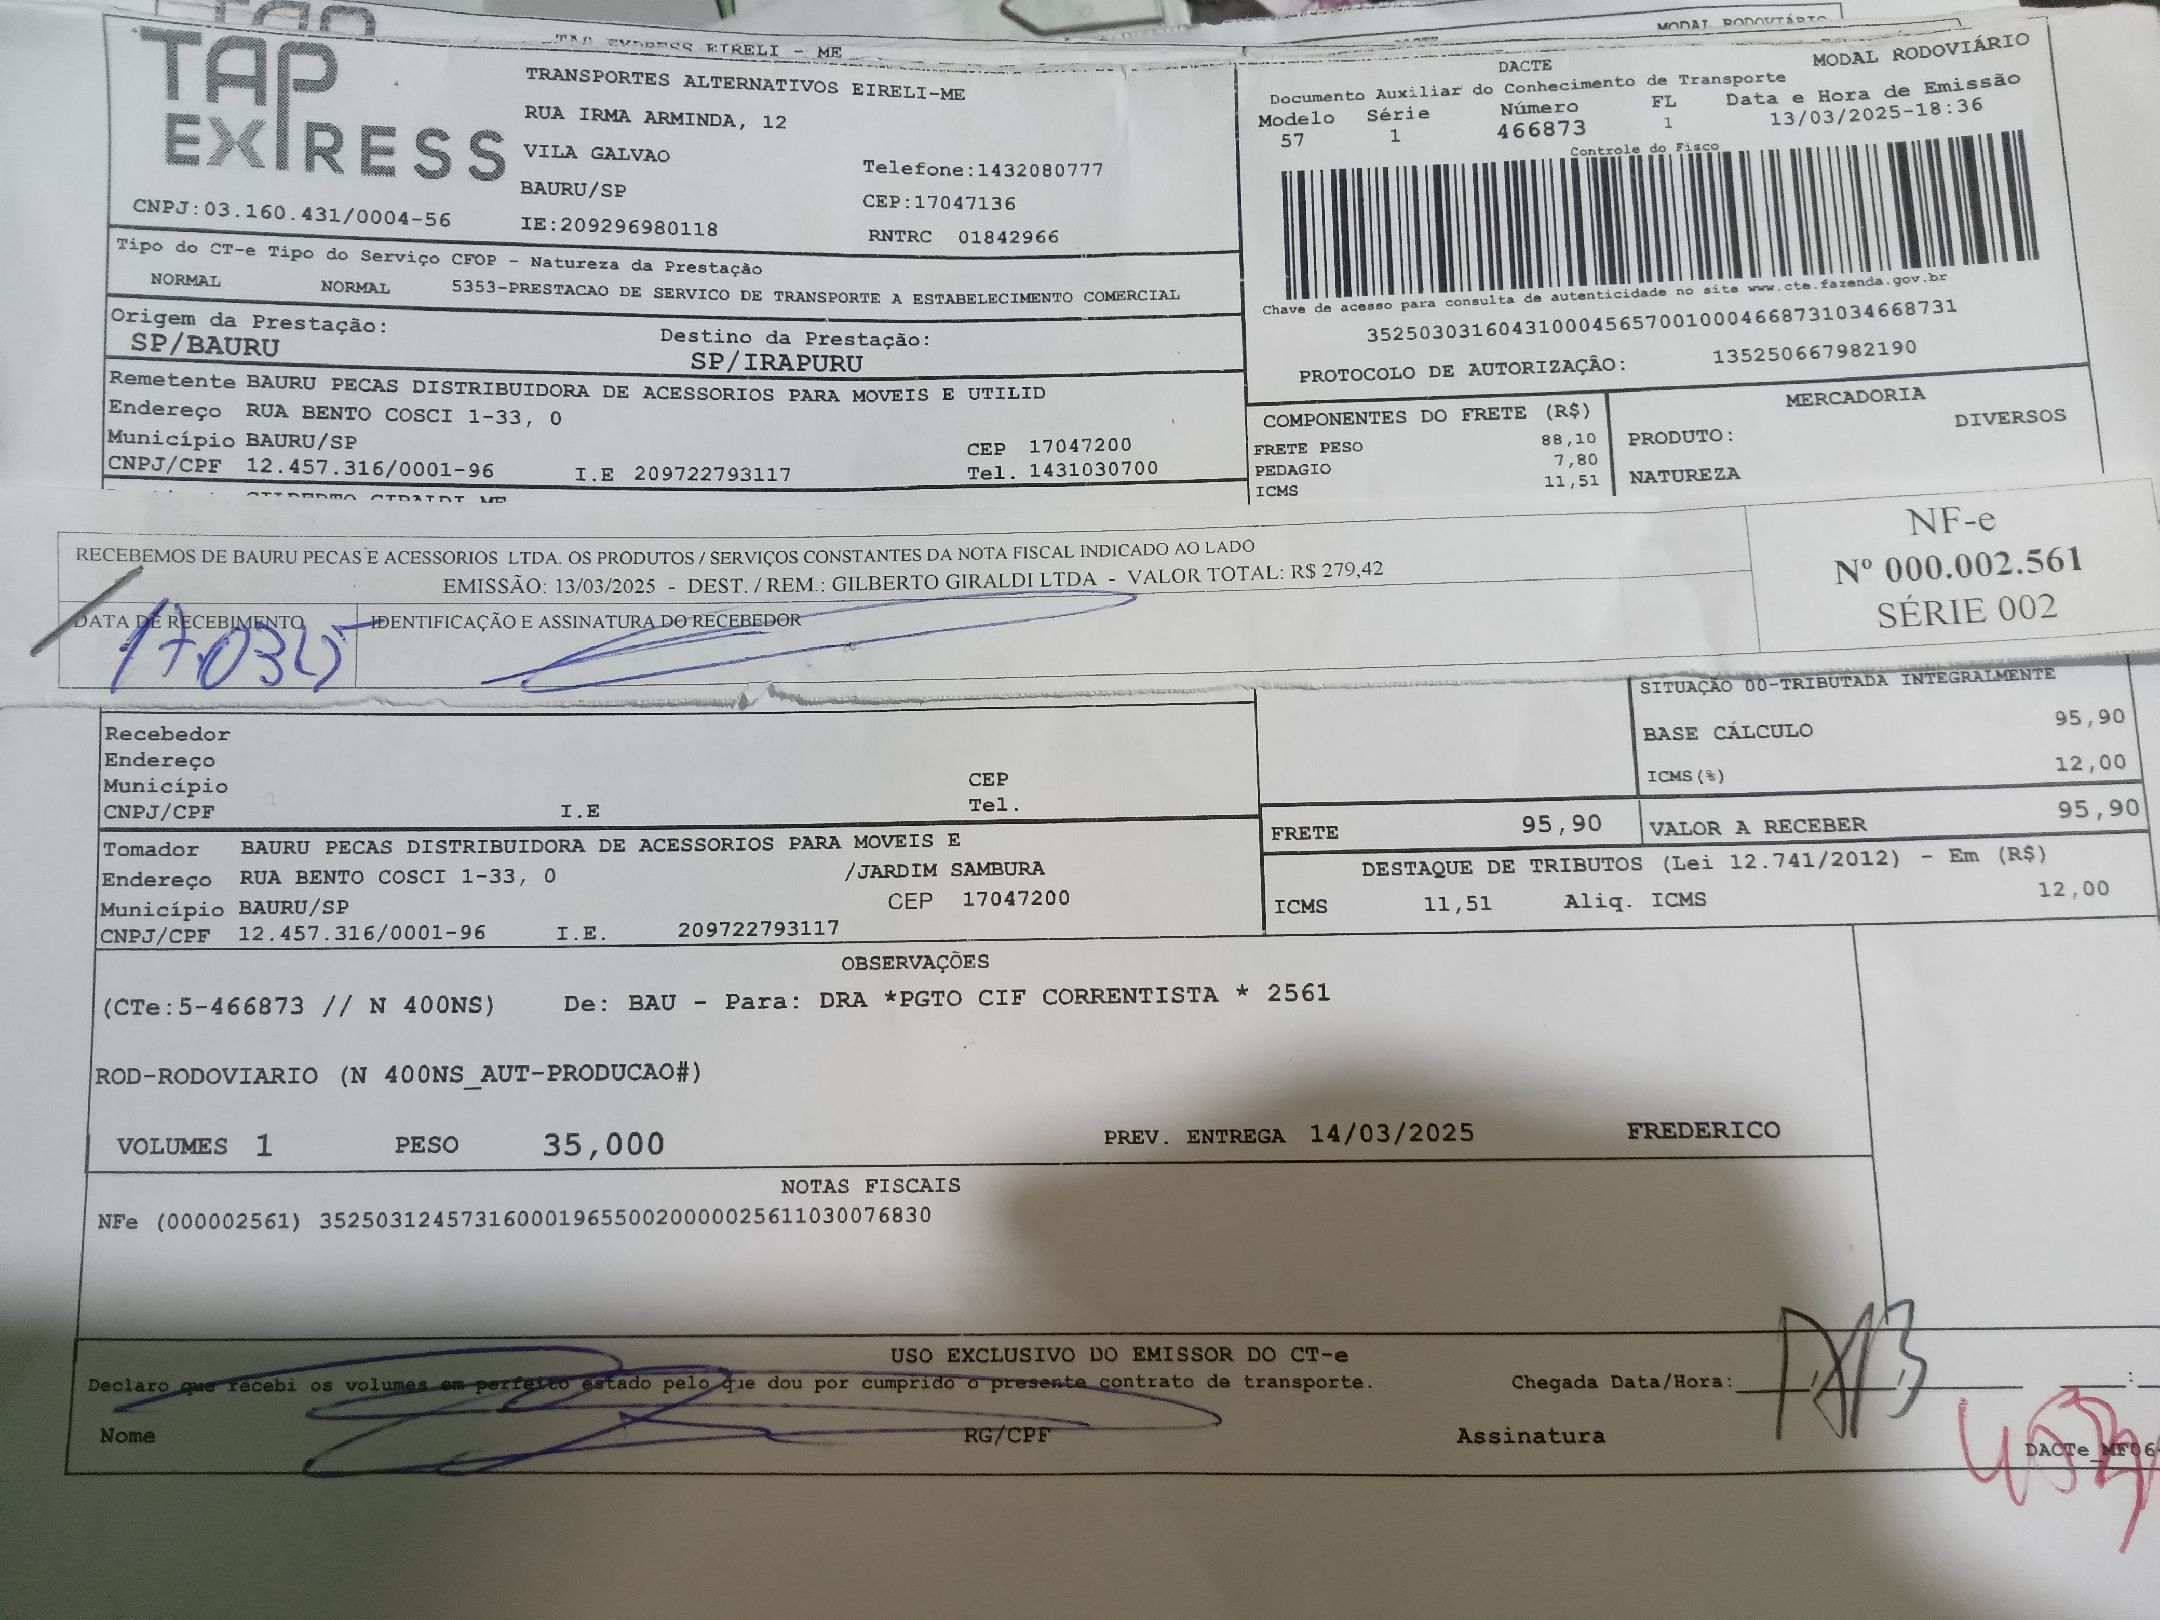 TAP EXPRESS EIRELI - ME
MODAL RODOVIÁRIO
TAP
EXPRESS
TRANSPORTES ALTERNATIVOS EIRELI-ME
RUA IRMA ARMINDA, 12
VILA GALVAO
Telefone:1432080777
BAURU/SP
CEP:17047136
CNPJ:03.160.431/0004-56
IE:209296980118
RNTRC 01842966
DACTE
MODAL RODOVIÁRIO
Documento Auxiliar do Conhecimento de Transporte
Modelo Série Número FL Data e Hora de Emissão
57 1 466873 1 13/03/2025-18:36
Controle do Fisco
Chave de acesso para consulta de autenticidade no site www.cte.fazenda.gov.br
35250303160431000456570010004668731034668731
PROTOCOLO DE AUTORIZAÇÃO: 135250667982190
Tipo do CT-e Tipo do Serviço CFOP - Natureza da Prestação
NORMAL NORMAL 5353-PRESTACAO DE SERVICO DE TRANSPORTE A ESTABELECIMENTO COMERCIAL
Origem da Prestação: Destino da Prestação:
SP/BAURU SP/IRAPURU
Remetente BAURU PECAS DISTRIBUIDORA DE ACESSORIOS PARA MOVEIS E UTILID
Endereço RUA BENTO COSCI 1-33, 0
Município BAURU/SP CEP 17047200
CNPJ/CPF 12.457.316/0001-96 I.E 209722793117 Tel. 1431030700
COMPONENTES DO FRETE (R$)
FRETE PESO 88,10
PEDAGIO 7,80
ICMS 11,51
MERCADORIA
PRODUTO: DIVERSOS
NATUREZA
GILBERTO GIRALDI ME
RECEBEMOS DE BAURU PECAS E ACESSORIOS LTDA. OS PRODUTOS / SERVIÇOS CONSTANTES DA NOTA FISCAL INDICADO AO LADO
EMISSÃO: 13/03/2025 - DEST. / REM.: GILBERTO GIRALDI LTDA - VALOR TOTAL: R$ 279,42
DATA DE RECEBIMENTO
IDENTIFICAÇÃO E ASSINATURA DO RECEBEDOR
NF-e
Nº 000.002.561
SÉRIE 002
SITUAÇÃO 00-TRIBUTADA INTEGRALMENTE
BASE CÁLCULO 95,90
ICMS(%) 12,00
Recebedor
Endereço
Município CEP
CNPJ/CPF I.E Tel.
FRETE 95,90
VALOR A RECEBER 95,90
Tomador BAURU PECAS DISTRIBUIDORA DE ACESSORIOS PARA MOVEIS E
Endereço RUA BENTO COSCI 1-33, 0 /JARDIM SAMBURA
Município BAURU/SP CEP 17047200
CNPJ/CPF 12.457.316/0001-96 I.E. 209722793117
DESTAQUE DE TRIBUTOS (Lei 12.741/2012) - Em (R$)
ICMS 11,51 Aliq. ICMS 12,00
OBSERVAÇÕES
(CTe:5-466873 // N 400NS) De: BAU - Para: DRA *PGTO CIF CORRENTISTA * 2561
ROD-RODOVIARIO (N 400NS_AUT-PRODUCAO#)
VOLUMES 1 PESO 35,000 PREV. ENTREGA 14/03/2025 FREDERICO
NOTAS FISCAIS
NFe (000002561) 35250312457316000196550020000025611030076830
USO EXCLUSIVO DO EMISSOR DO CT-e
Declaro que recebi os volumes em perfeito estado pelo que dou por cumprido o presente contrato de transporte.
Chegada Data/Hora:
Nome RG/CPF Assinatura